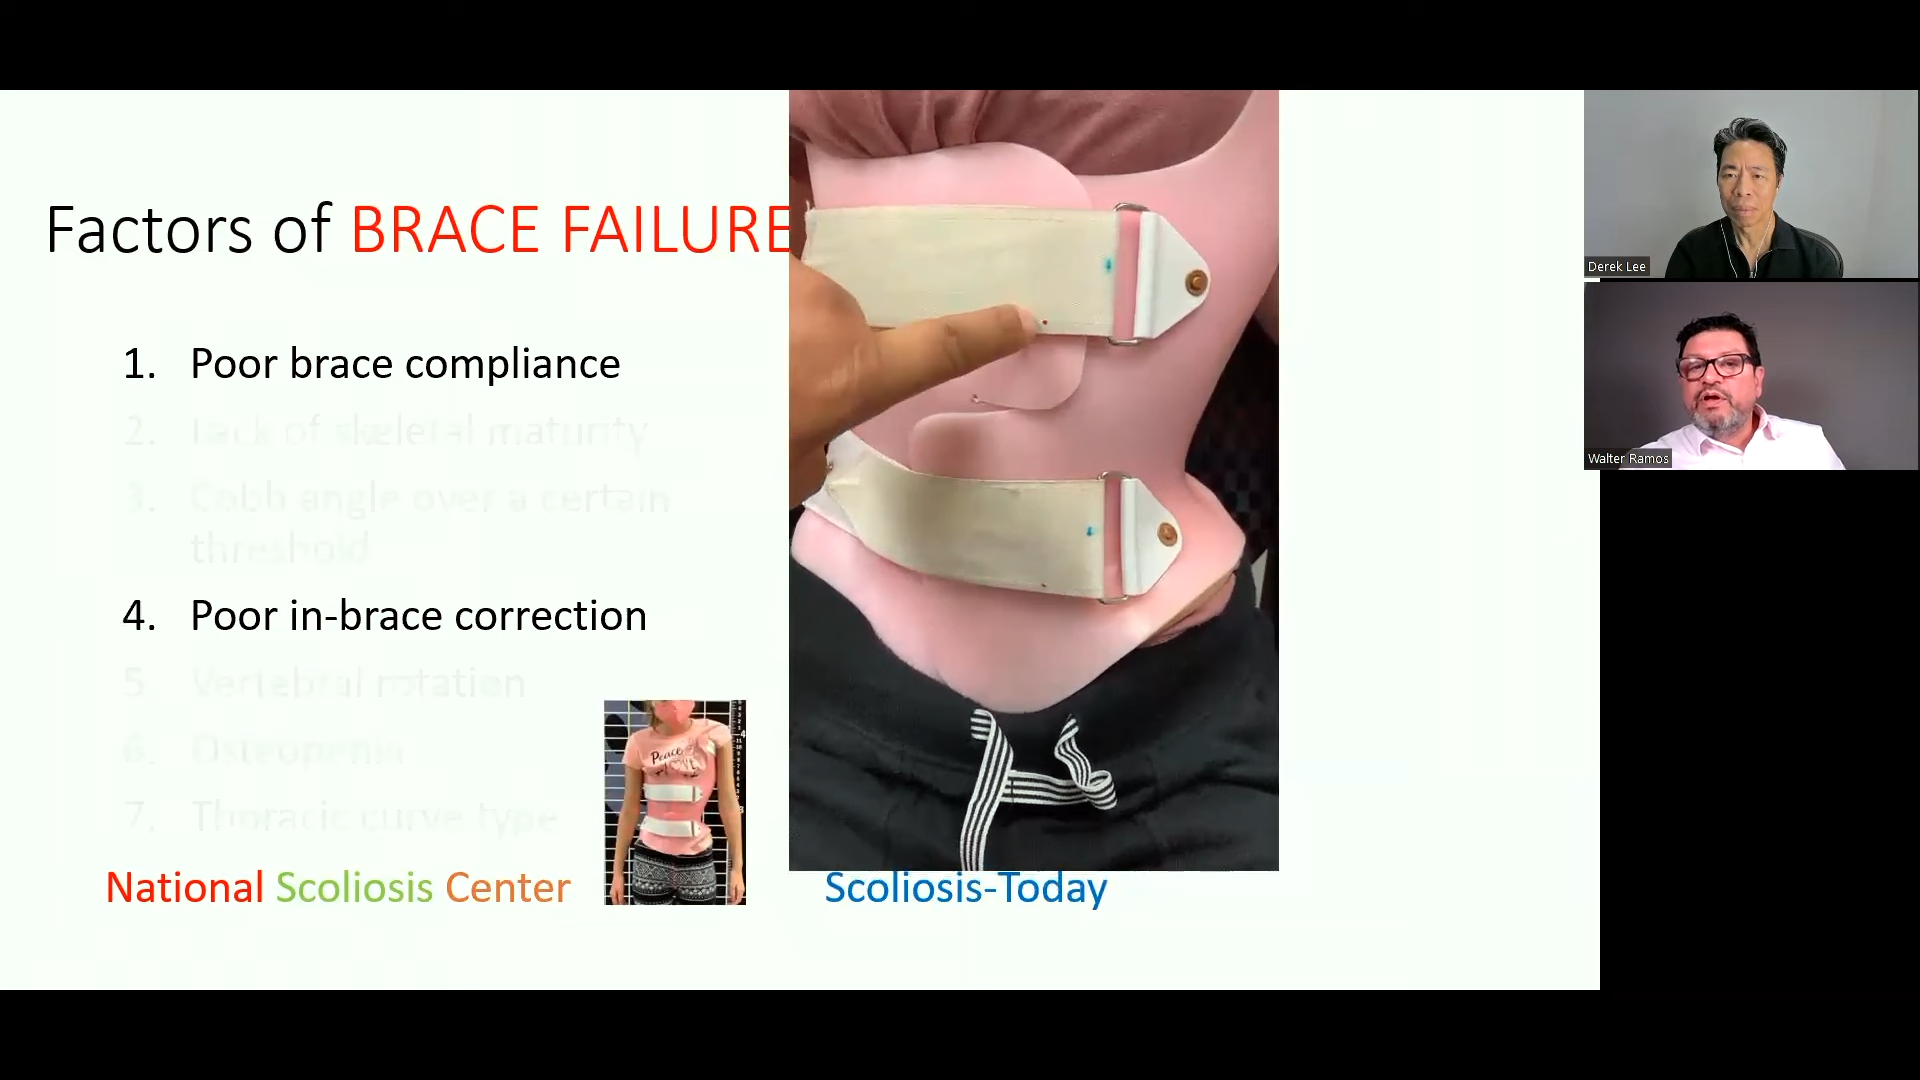 Factors of BRACE FAILURE
1. Poor brace compliance
2. Lack of skeletal maturity
3. Cobb angle over a certain
threshold
4. Poor in-brace correction
5. Vertebral rotation
6. Osteopenia
7. Thoracic curve type
Peace
LOVE
National Scoliosis Center
Scoliosis-Today
Derek Lee
Walter Ramos